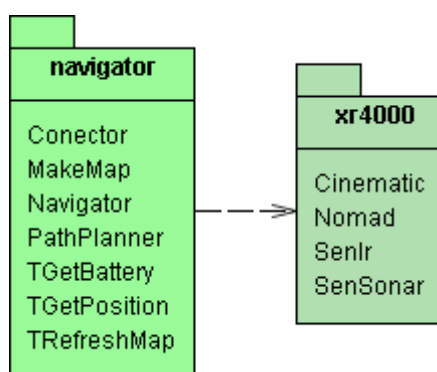 navigator
Conector
MakeMap
Navigator
PathPlanner
TGetBattery
TGetPosition
TRefreshMap
xr4000
Cinematic
Nomad
SenIr
SenSonar